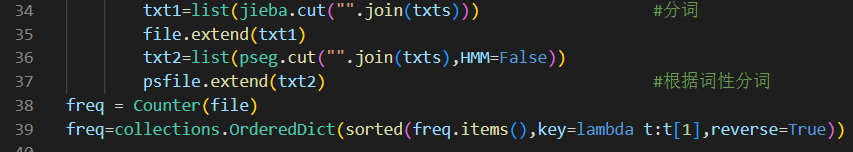 34 txt1=list(jieba.cut("".join(txts))) #分词
35 file.extend(txt1)
36 txt2=list(pseg.cut("".join(txts),HMM=False))
37 psfile.extend(txt2) #根据词性分词
38 freq = Counter(file)
39 freq=collections.OrderedDict(sorted(freq.items(),key=lambda t:t[1],reverse=True))